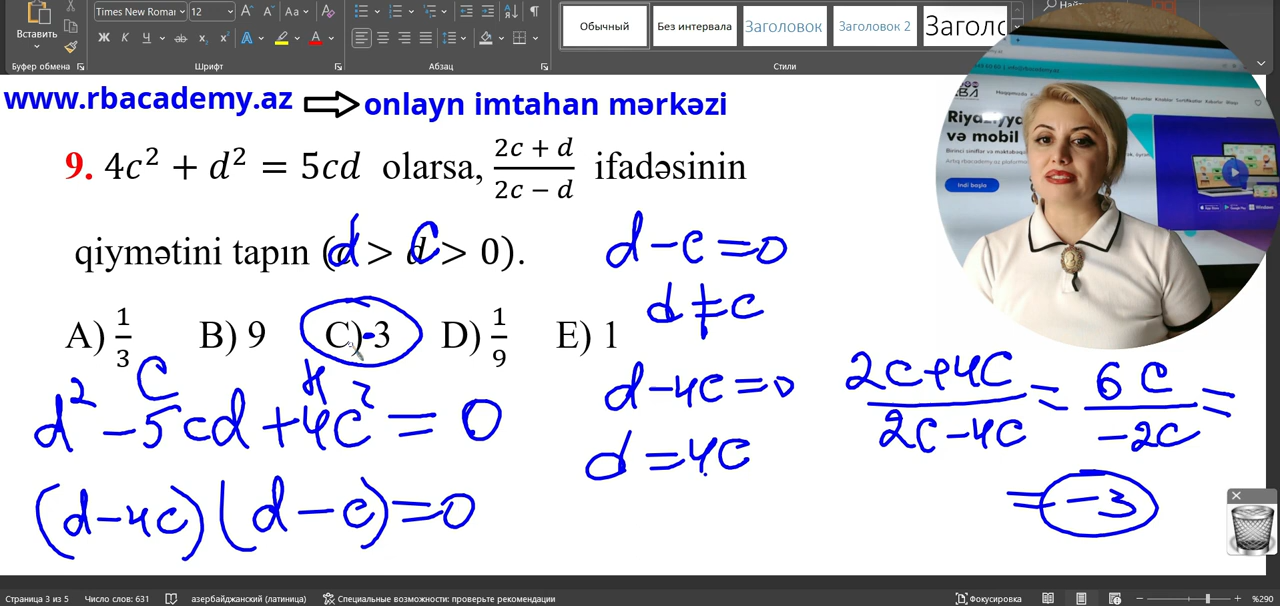 Вставить
Буфер обмена
Times New Roman
12
Aa
Ж К Ч
Шрифт
Абзац
Обычный
Без интервала
Заголовок
Заголовок 2
Стили
www.rbacademy.az ⇨ onlayn imtahan mərkəzi
9. 4c² + d² = 5cd olarsa, (2c + d)/(2c − d) ifadəsinin
qiymətini tapın (d > c > 0).
A) 1/3 B) 9 C) -3 D) 1/9 E) 1
d² − 5cd + 4c² = 0
(d − 4c)(d − c) = 0
d − c = 0
d ≠ c
d − 4c = 0
d = 4c
(2c + 4c)/(2c − 4c) = 6c/−2c =
= −3
və mobil
İndi başla
Страница 3 из 5 Число слов: 631 азербайджанский (латиница) Специальные возможности: проверьте рекомендации Фокусировка %290